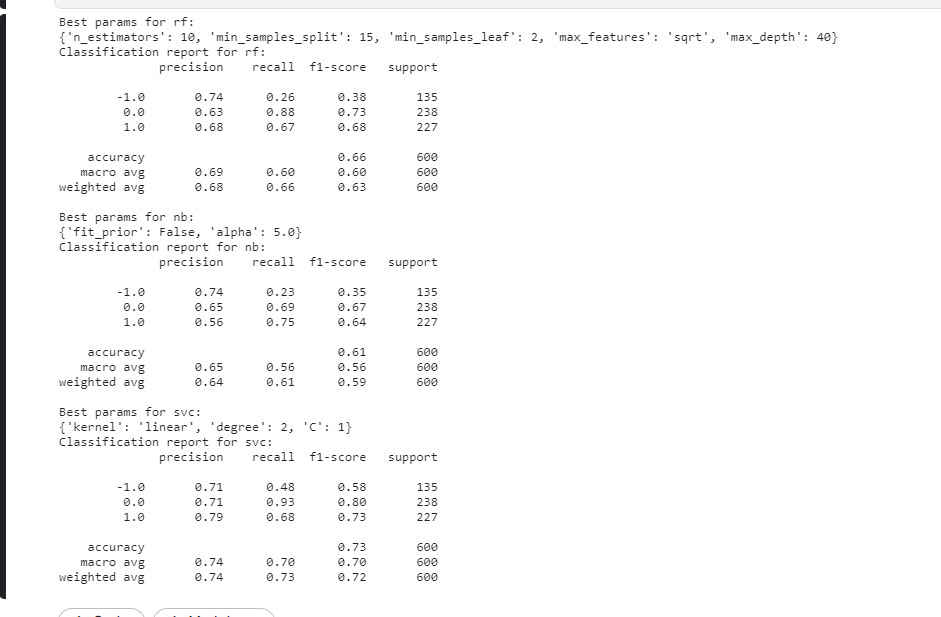 Best params for rf:
{'n_estimators': 10, 'min_samples_split': 15, 'min_samples_leaf': 2, 'max_features': 'sqrt', 'max_depth': 40}
Classification report for rf:
precision recall f1-score support
-1.0 0.74 0.26 0.38 135
0.0 0.63 0.88 0.73 238
1.0 0.68 0.67 0.68 227
accuracy 0.66 600
macro avg 0.69 0.60 0.60 600
weighted avg 0.68 0.66 0.63 600
Best params for nb:
{'fit_prior': False, 'alpha': 5.0}
Classification report for nb:
precision recall f1-score support
-1.0 0.74 0.23 0.35 135
0.0 0.65 0.69 0.67 238
1.0 0.56 0.75 0.64 227
accuracy 0.61 600
macro avg 0.65 0.56 0.56 600
weighted avg 0.64 0.61 0.59 600
Best params for svc:
{'kernel': 'linear', 'degree': 2, 'C': 1}
Classification report for svc:
precision recall f1-score support
-1.0 0.71 0.48 0.58 135
0.0 0.71 0.93 0.80 238
1.0 0.79 0.68 0.73 227
accuracy 0.73 600
macro avg 0.74 0.70 0.70 600
weighted avg 0.74 0.73 0.72 600